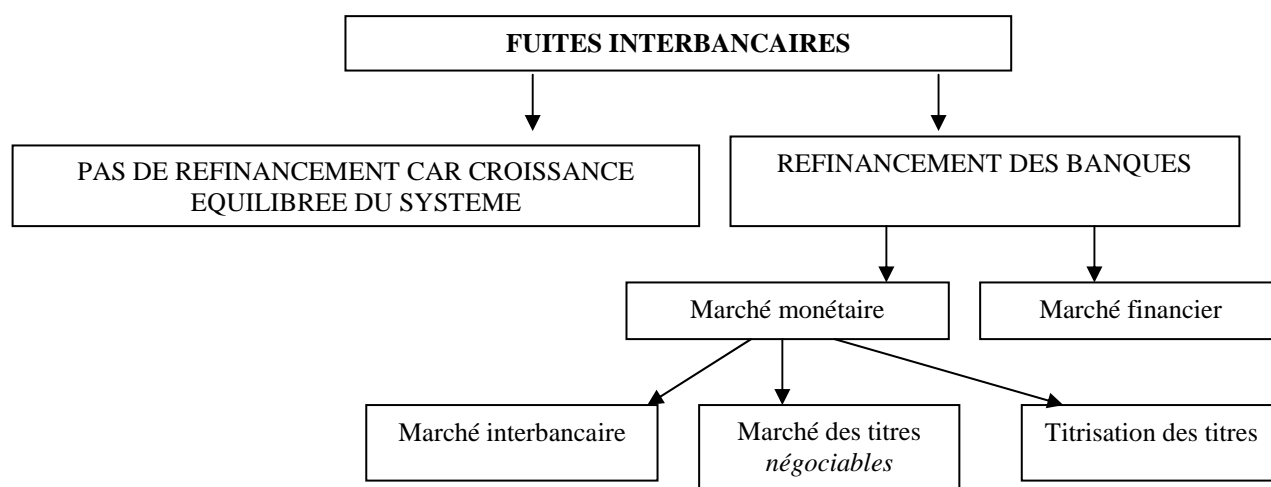 FUITES INTERBANCAIRES
PAS DE REFINANCEMENT CAR CROISSANCE
EQUILIBREE DU SYSTEME
REFINANCEMENT DES BANQUES
Marché monétaire
Marché financier
Marché interbancaire
Marché des titres
négociables
Titrisation des titres